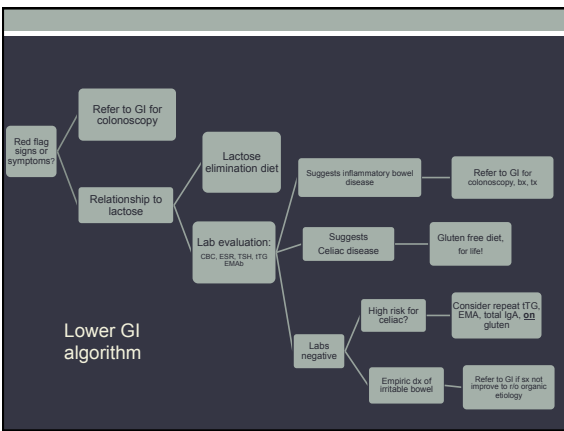 Red flag
signs or
symptoms?
Refer to GI for
colonoscopy
Relationship to
lactose
Lactose
elimination diet
Lab evaluation:
CBC, ESR, TSH, tTG
EMAb
Suggests inflammatory bowel
disease
Refer to GI for
colonoscopy, bx, tx
Suggests
Celiac disease
Gluten free diet,
for life!
Labs
negative
High risk for
celiac?
Consider repeat tTG,
EMA, total IgA, on
gluten
Empiric dx of
irritable bowel
Refer to GI if sx not
improve to r/o organic
etiology
Lower GI
algorithm